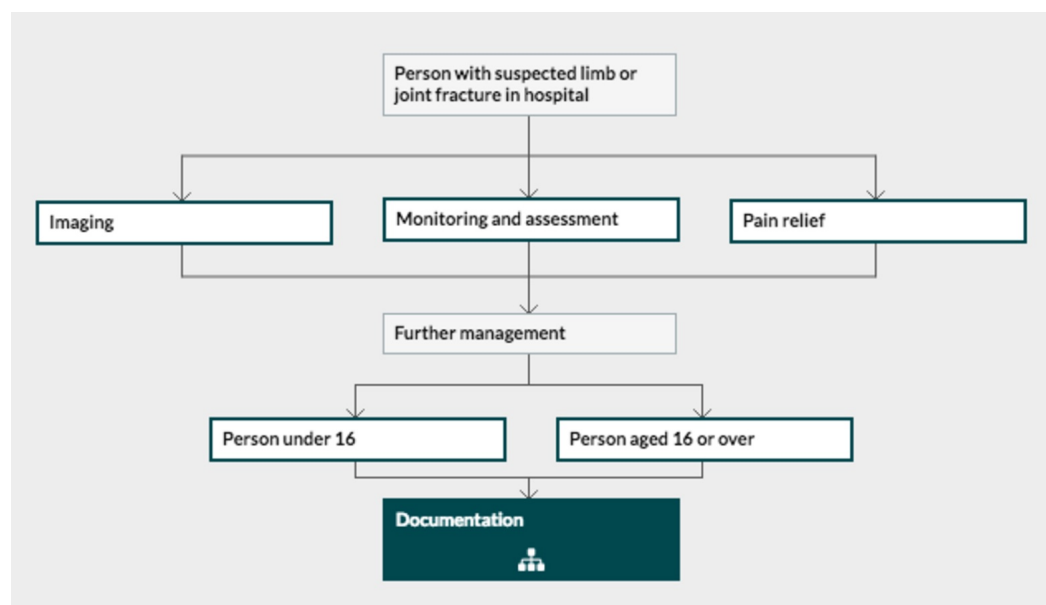 Person with suspected limb or
joint fracture in hospital
Imaging
Monitoring and assessment
Pain relief
Further management
Person under 16
Person aged 16 or over
Documentation